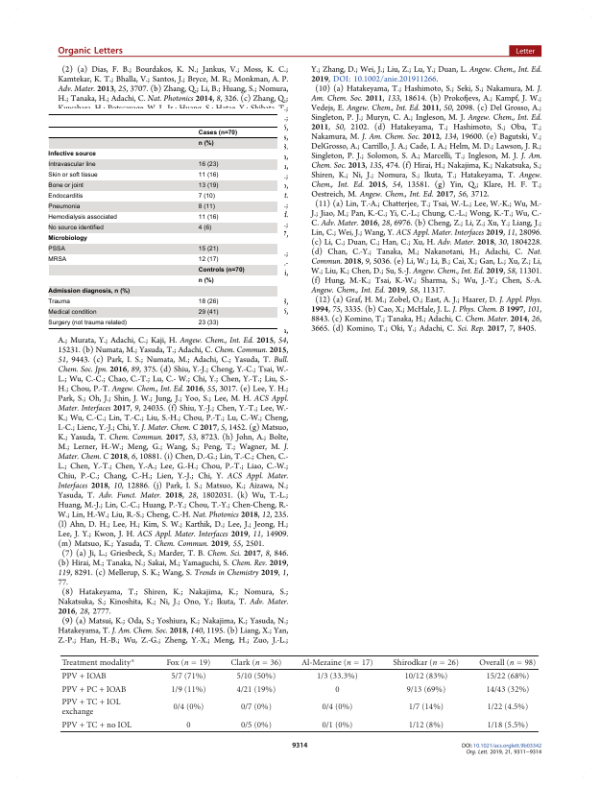 Organic Letters
Letter
(2) (a) Dias, F. B.; Bourdakos, K. N.; Jankus, V.; Moss, K. C.;
Kamtekar, K. T.; Bhalla, V.; Santos, J.; Bryce, M. R.; Monkman, A. P.
Adv. Mater. 2013, 25, 3707. (b) Zhang, Q.; Li, B.; Huang, S.; Nomura,
H.; Tanaka, H.; Adachi, C. Nat. Photonics 2014, 8, 326. (c) Zhang, Q.;
Cases (n=70)
n (%)
Infective source
Intravascular line 16 (23)
Skin or soft tissue 11 (16)
Bone or joint 13 (19)
Endocarditis 7 (10)
Pneumonia 8 (11)
Hemodialysis associated 11 (16)
No source identified 4 (6)
Microbiology
PSSA 15 (21)
MRSA 12 (17)
Controls (n=70)
n (%)
Admission diagnosis, n (%)
Trauma 18 (26)
Medical condition 29 (41)
Surgery (not trauma related) 23 (33)
A.; Murata, Y.; Adachi, C.; Kaji, H. Angew. Chem., Int. Ed. 2015, 54,
15231. (b) Numata, M.; Yasuda, T.; Adachi, C. Chem. Commun. 2015,
51, 9443. (c) Park, I. S.; Numata, M.; Adachi, C.; Yasuda, T. Bull.
Chem. Soc. Jpn. 2016, 89, 375. (d) Shiu, Y.-J.; Cheng, Y.-C.; Tsai, W.-
L.; Wu, C.-C.; Chao, C.-T.; Lu, C.- W.; Chi, Y.; Chen, Y.-T.; Liu, S.-
H.; Chou, P.-T. Angew. Chem., Int. Ed. 2016, 55, 3017. (e) Lee, Y. H.;
Park, S.; Oh, J.; Shin, J. W.; Jung, J.; Yoo, S.; Lee, M. H. ACS Appl.
Mater. Interfaces 2017, 9, 24035. (f) Shiu, Y.-J.; Chen, Y.-T.; Lee, W.-
K.; Wu, C.-C.; Lin, T.-C.; Liu, S.-H.; Chou, P.-T.; Lu, C.-W.; Cheng,
I.-C.; Lienc, Y.-J.; Chi, Y. J. Mater. Chem. C 2017, 5, 1452. (g) Matsuo,
K.; Yasuda, T. Chem. Commun. 2017, 53, 8723. (h) John, A.; Bolte,
M.; Lerner, H.-W.; Meng, G.; Wang, S.; Peng, T.; Wagner, M. J.
Mater. Chem. C 2018, 6, 10881. (i) Chen, D.-G.; Lin, T.-C.; Chen, C.-
L.; Chen, Y.-T.; Chen, Y.-A.; Lee, G.-H.; Chou, P.-T.; Liao, C.-W.;
Chiu, P.-C.; Chang, C.-H.; Lien, Y.-J.; Chi, Y. ACS Appl. Mater.
Interfaces 2018, 10, 12886. (j) Park, I. S.; Matsuo, K.; Aizawa, N.;
Yasuda, T. Adv. Funct. Mater. 2018, 28, 1802031. (k) Wu, T.-L.;
Huang, M.-J.; Lin, C.-C.; Huang, P.-Y.; Chou, T.-Y.; Chen-Cheng, R.-
W.; Lin, H.-W.; Liu, R.-S.; Cheng, C.-H. Nat. Photonics 2018, 12, 235.
(l) Ahn, D. H.; Lee, H.; Kim, S. W.; Karthik, D.; Lee, J.; Jeong, H.;
Lee, J. Y.; Kwon, J. H. ACS Appl. Mater. Interfaces 2019, 11, 14909.
(m) Matsuo, K.; Yasuda, T. Chem. Commun. 2019, 55, 2501.
(7) (a) Ji, L.; Griesbeck, S.; Marder, T. B. Chem. Sci. 2017, 8, 846.
(b) Hirai, M.; Tanaka, N.; Sakai, M.; Yamaguchi, S. Chem. Rev. 2019,
119, 8291. (c) Mellerup, S. K.; Wang, S. Trends in Chemistry 2019, 1,
77.
(8) Hatakeyama, T.; Shiren, K.; Nakajima, K.; Nomura, S.;
Nakatsuka, S.; Kinoshita, K.; Ni, J.; Ono, Y.; Ikuta, T. Adv. Mater.
2016, 28, 2777.
(9) (a) Matsui, K.; Oda, S.; Yoshiura, K.; Nakajima, K.; Yasuda, N.;
Hatakeyama, T. J. Am. Chem. Soc. 2018, 140, 1195. (b) Liang, X.; Yan,
Z.-P.; Han, H.-B.; Wu, Z.-G.; Zheng, Y.-X.; Meng, H.; Zuo, J.-L.;
Y.; Zhang, D.; Wei, J.; Liu, Z.; Lu, Y.; Duan, L. Angew. Chem., Int. Ed.
2019, DOI: 10.1002/anie.201911266.
(10) (a) Hatakeyama, T.; Hashimoto, S.; Seki, S.; Nakamura, M. J.
Am. Chem. Soc. 2011, 133, 18614. (b) Prokofjevs, A.; Kampf, J. W.;
Vedejs, E. Angew. Chem., Int. Ed. 2011, 50, 2098. (c) Del Grosso, A.;
Singleton, P. J.; Muryn, C. A.; Ingleson, M. J. Angew. Chem., Int. Ed.
2011, 50, 2102. (d) Hatakeyama, T.; Hashimoto, S.; Oba, T.;
Nakamura, M. J. Am. Chem. Soc. 2012, 134, 19600. (e) Bagutski, V.;
DelGrosso, A.; Carrillo, J. A.; Cade, I. A.; Helm, M. D.; Lawson, J. R.;
Singleton, P. J.; Solomon, S. A.; Marcelli, T.; Ingleson, M. J. J. Am.
Chem. Soc. 2013, 135, 474. (f) Hirai, H.; Nakajima, K.; Nakatsuka, S.;
Shiren, K.; Ni, J.; Nomura, S.; Ikuta, T.; Hatakeyama, T. Angew.
Chem., Int. Ed. 2015, 54, 13581. (g) Yin, Q.; Klare, H. F. T.;
Oestreich, M. Angew. Chem., Int. Ed. 2017, 56, 3712.
(11) (a) Lin, T.-A.; Chatterjee, T.; Tsai, W.-L.; Lee, W.-K.; Wu, M.-
J.; Jiao, M.; Pan, K.-C.; Yi, C.-L.; Chung, C.-L.; Wong, K.-T.; Wu, C.-
C. Adv. Mater. 2016, 28, 6976. (b) Cheng, Z.; Li, Z.; Xu, Y.; Liang, J.;
Lin, C.; Wei, J.; Wang, Y. ACS Appl. Mater. Interfaces 2019, 11, 28096.
(c) Li, C.; Duan, C.; Han, C.; Xu, H. Adv. Mater. 2018, 30, 1804228.
(d) Chan, C.-Y.; Tanaka, M.; Nakanotani, H.; Adachi, C. Nat.
Commun. 2018, 9, 5036. (e) Li, W.; Li, B.; Cai, X.; Gan, L.; Xu, Z.; Li,
W.; Liu, K.; Chen, D.; Su, S.-J. Angew. Chem., Int. Ed. 2019, 58, 11301.
(f) Hung, M.-K.; Tsai, K.-W.; Sharma, S.; Wu, J.-Y.; Chen, S.-A.
Angew. Chem., Int. Ed. 2019, 58, 11317.
(12) (a) Graf, H. M.; Zobel, O.; East, A. J.; Haarer, D. J. Appl. Phys.
1994, 75, 3335. (b) Cao, X.; McHale, J. L. J. Phys. Chem. B 1997, 101,
8843. (c) Komino, T.; Tanaka, H.; Adachi, C. Chem. Mater. 2014, 26,
3665. (d) Komino, T.; Oki, Y.; Adachi, C. Sci. Rep. 2017, 7, 8405.
Treatment modality* Fox (n = 19) Clark (n = 36) Al-Mezaine (n = 17) Shirodkar (n = 26) Overall (n = 98)
PPV + IOAB 5/7 (71%) 5/10 (50%) 1/3 (33.3%) 10/12 (83%) 15/22 (68%)
PPV + PC + IOAB 1/9 (11%) 4/21 (19%) 0 9/13 (69%) 14/43 (32%)
PPV + TC + IOL
exchange 0/4 (0%) 0/7 (0%) 0/4 (0%) 1/7 (14%) 1/22 (4.5%)
PPV + TC + no IOL 0 0/5 (0%) 0/1 (0%) 1/12 (8%) 1/18 (5.5%)
9314
DOI: 10.1021/acs.orglett.9b03342
Org. Lett. 2019, 21, 9311−9314